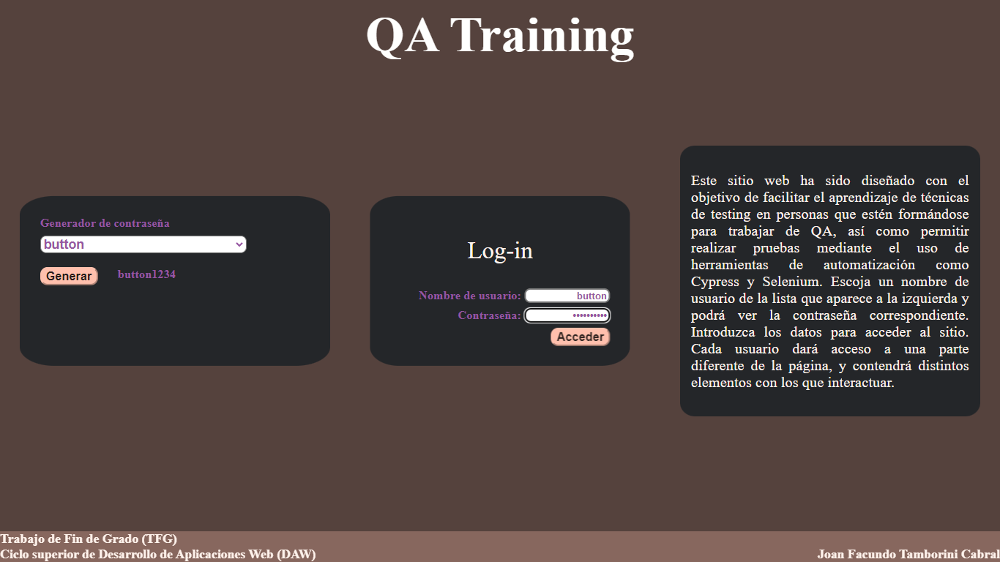 QA Training
Generador de contraseña
button
Generar
button1234
Log-in
Nombre de usuario: button
Contraseña: ••••••••••
Acceder
Este sitio web ha sido diseñado con el
objetivo de facilitar el aprendizaje de técnicas
de testing en personas que estén formándose
para trabajar de QA, así como permitir
realizar pruebas mediante el uso de
herramientas de automatización como
Cypress y Selenium. Escoja un nombre de
usuario de la lista que aparece a la izquierda y
podrá ver la contraseña correspondiente.
Introduzca los datos para acceder al sitio.
Cada usuario dará acceso a una parte
diferente de la página, y contendrá distintos
elementos con los que interactuar.
Trabajo de Fin de Grado (TFG)
Ciclo superior de Desarrollo de Aplicaciones Web (DAW)
Joan Facundo Tamborini Cabral